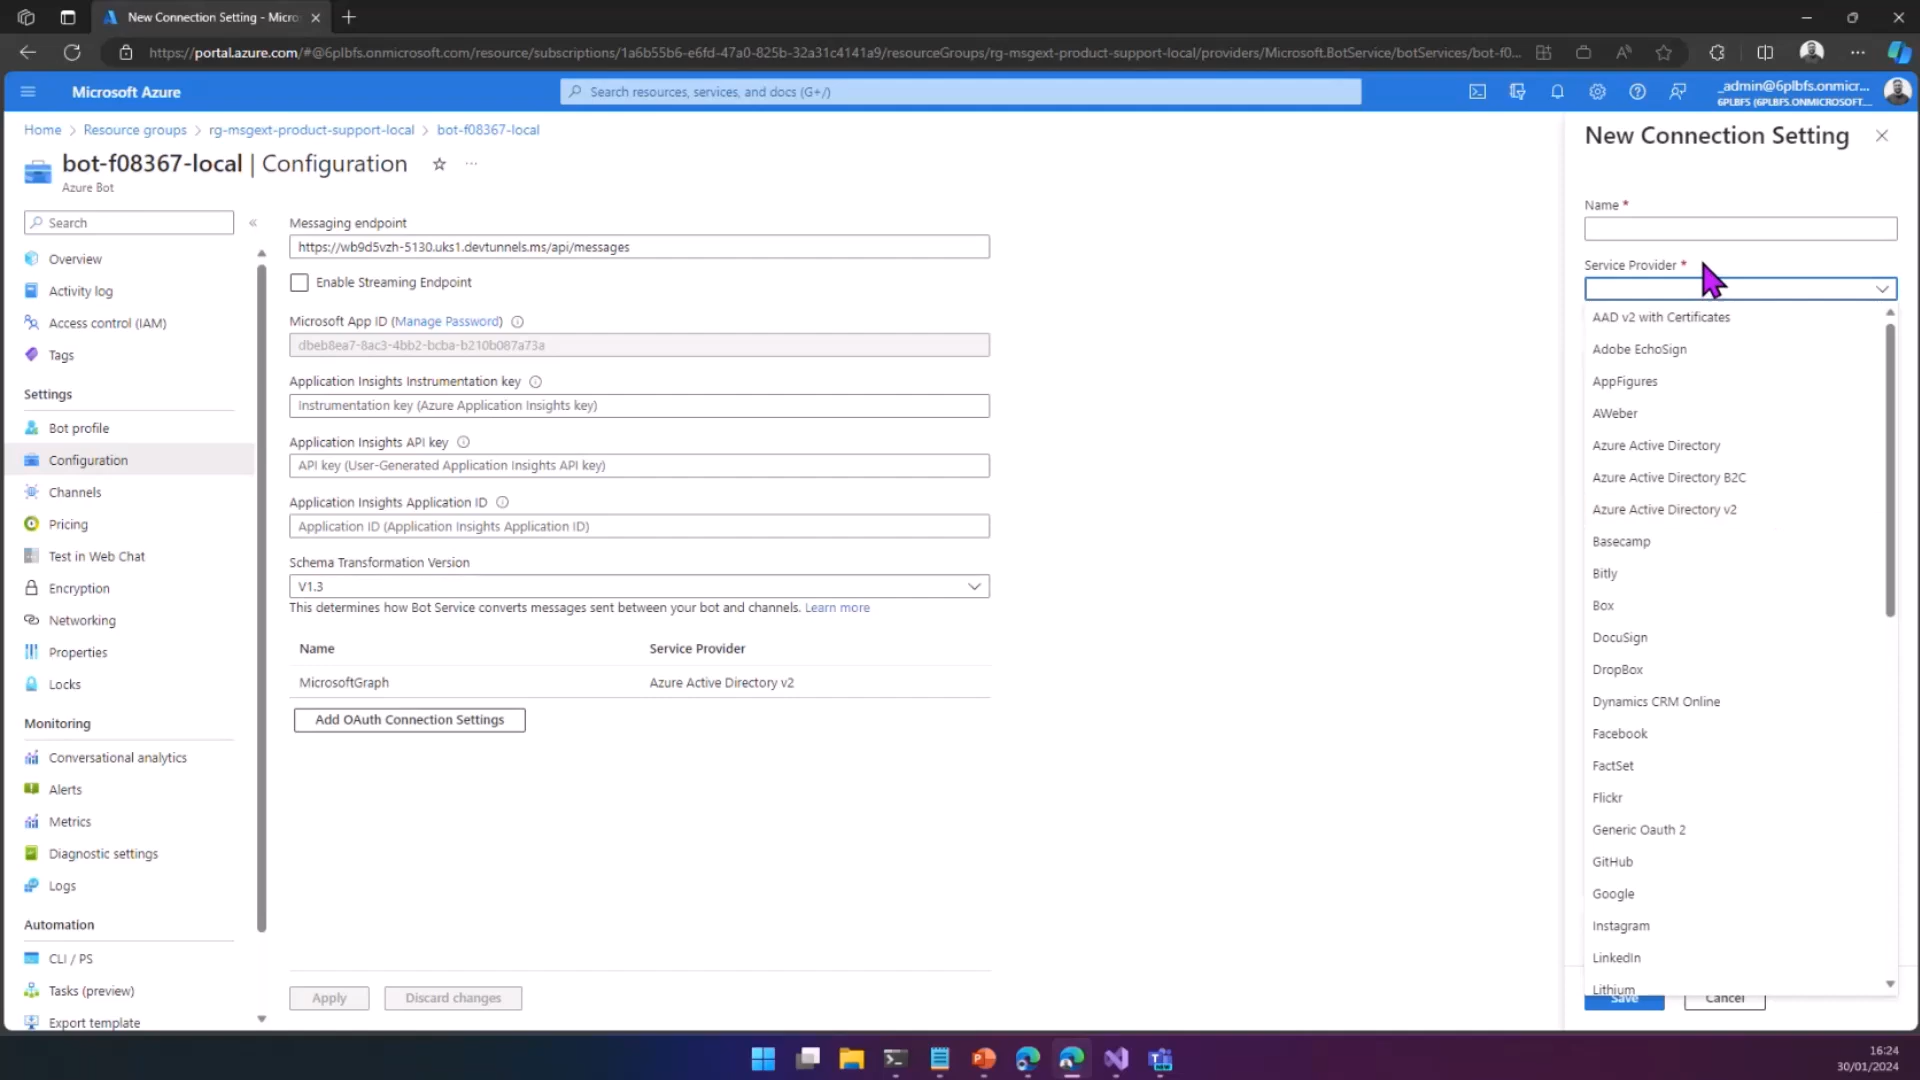 New Connection Setting - Micro
https://portal.azure.com/#@6plbfs.onmicrosoft.com/resource/subscriptions/1a6b55b6-e6fd-47a0-825b-32a31c4141a9/resourceGroups/rg-msgext-product-support-local/providers/Microsoft.BotService/botServices/bot-f0...
Microsoft Azure
Search resources, services, and docs (G+/)
_admin@6plbfs.onmicr...
6PLBFS (6PLBFS.ONMICROSOFT....
Home > Resource groups > rg-msgext-product-support-local > bot-f08367-local
bot-f08367-local | Configuration
Azure Bot
Search
Overview
Activity log
Access control (IAM)
Tags
Settings
Bot profile
Configuration
Channels
Pricing
Test in Web Chat
Encryption
Networking
Properties
Locks
Monitoring
Conversational analytics
Alerts
Metrics
Diagnostic settings
Logs
Automation
CLI / PS
Tasks (preview)
Export template
Messaging endpoint
https://wb9d5vzh-5130.uks1.devtunnels.ms/api/messages
Enable Streaming Endpoint
Microsoft App ID (Manage Password)
dbeb8ea7-8ac3-4bb2-bcba-b210b087a73a
Application Insights Instrumentation key
Instrumentation key (Azure Application Insights key)
Application Insights API key
API key (User-Generated Application Insights API key)
Application Insights Application ID
Application ID (Application Insights Application ID)
Schema Transformation Version
V1.3
This determines how Bot Service converts messages sent between your bot and channels. Learn more
Name Service Provider
MicrosoftGraph Azure Active Directory v2
Add OAuth Connection Settings
Apply Discard changes
New Connection Setting
Name *
Service Provider *
AAD v2 with Certificates
Adobe EchoSign
AppFigures
AWeber
Azure Active Directory
Azure Active Directory B2C
Azure Active Directory v2
Basecamp
Bitly
Box
DocuSign
DropBox
Dynamics CRM Online
Facebook
FactSet
Flickr
Generic Oauth 2
GitHub
Google
Instagram
LinkedIn
Lithium
Save Cancel
16:24
30/01/2024